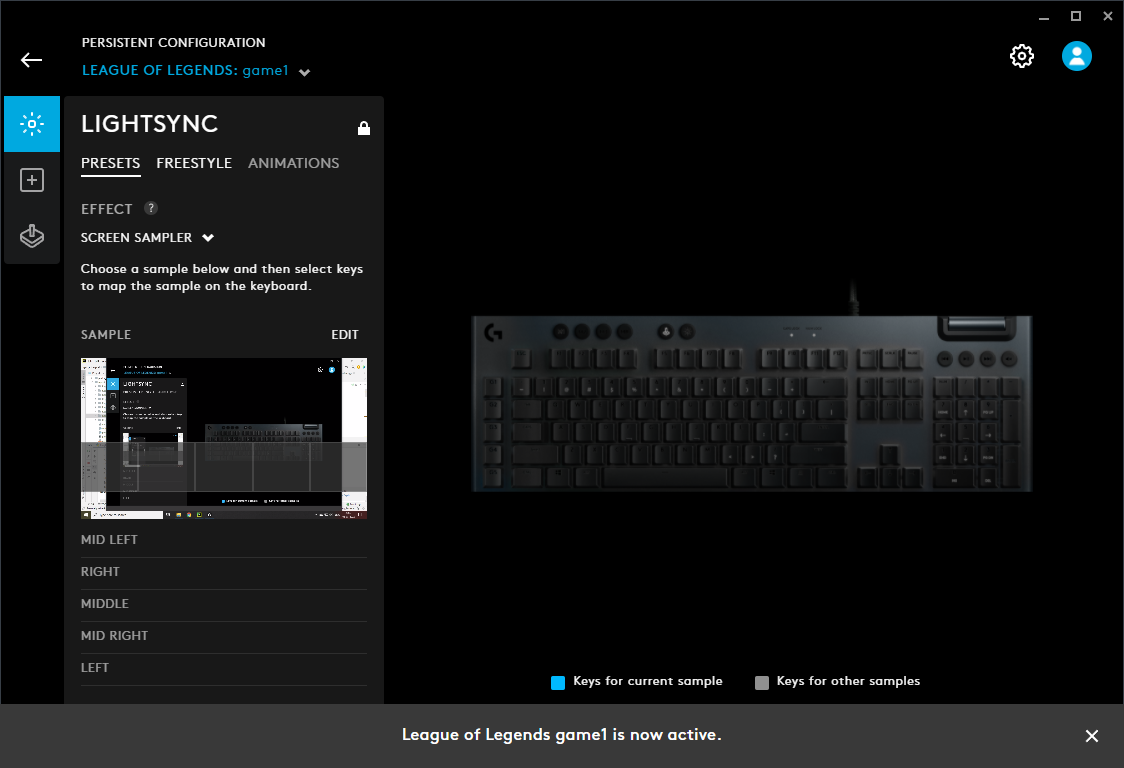 PERSISTENT CONFIGURATION
LEAGUE OF LEGENDS: game1
LIGHTSYNC
PRESETS FREESTYLE ANIMATIONS
EFFECT ?
SCREEN SAMPLER
Choose a sample below and then select keys
to map the sample on the keyboard.
SAMPLE EDIT
LIGHTSYNC
MID LEFT
RIGHT
MIDDLE
MID RIGHT
LEFT
Keys for current sample Keys for other samples
League of Legends game1 is now active.